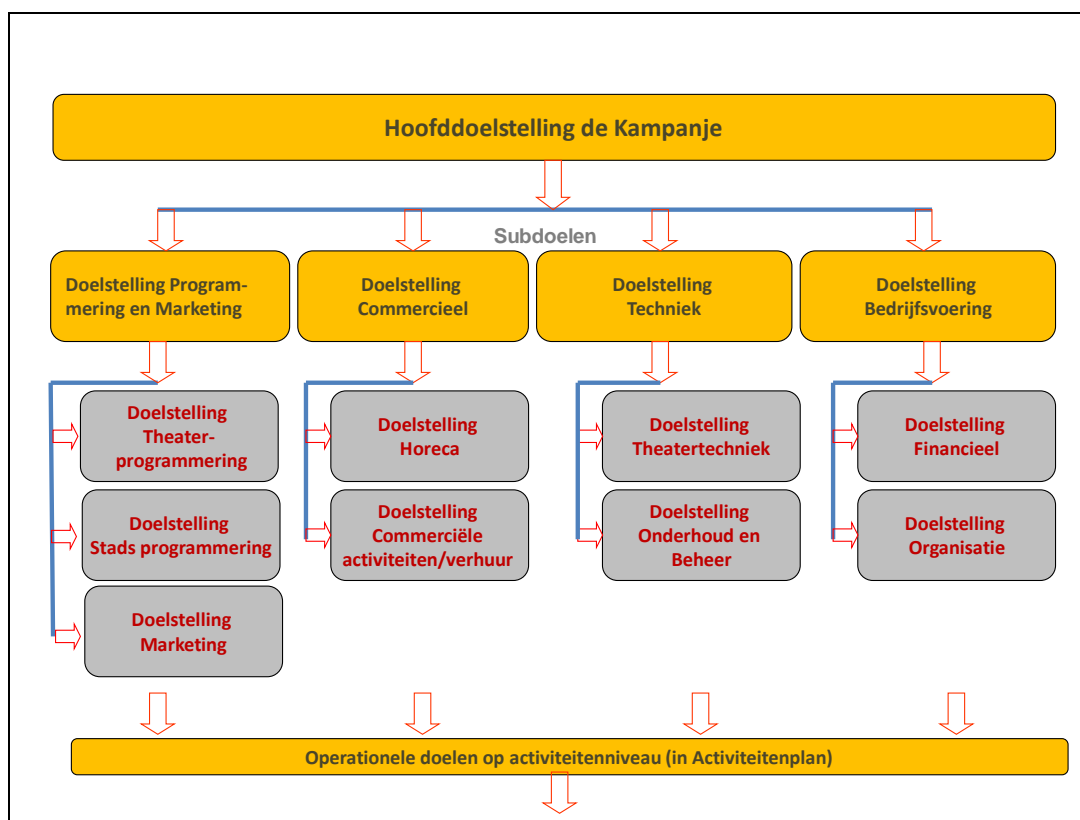 Hoofddoelstelling de Kampanje
Subdoelen
Doelstelling Program-
mering en Marketing
Doelstelling
Commercieel
Doelstelling
Techniek
Doelstelling
Bedrijfsvoering
Doelstelling
Theater-
programmering
Doelstelling
Horeca
Doelstelling
Theatertechniek
Doelstelling
Financieel
Doelstelling
Stads programmering
Doelstelling
Commerciële
activiteiten/verhuur
Doelstelling
Onderhoud en
Beheer
Doelstelling
Organisatie
Doelstelling
Marketing
Operationele doelen op activiteitenniveau (in Activiteitenplan)